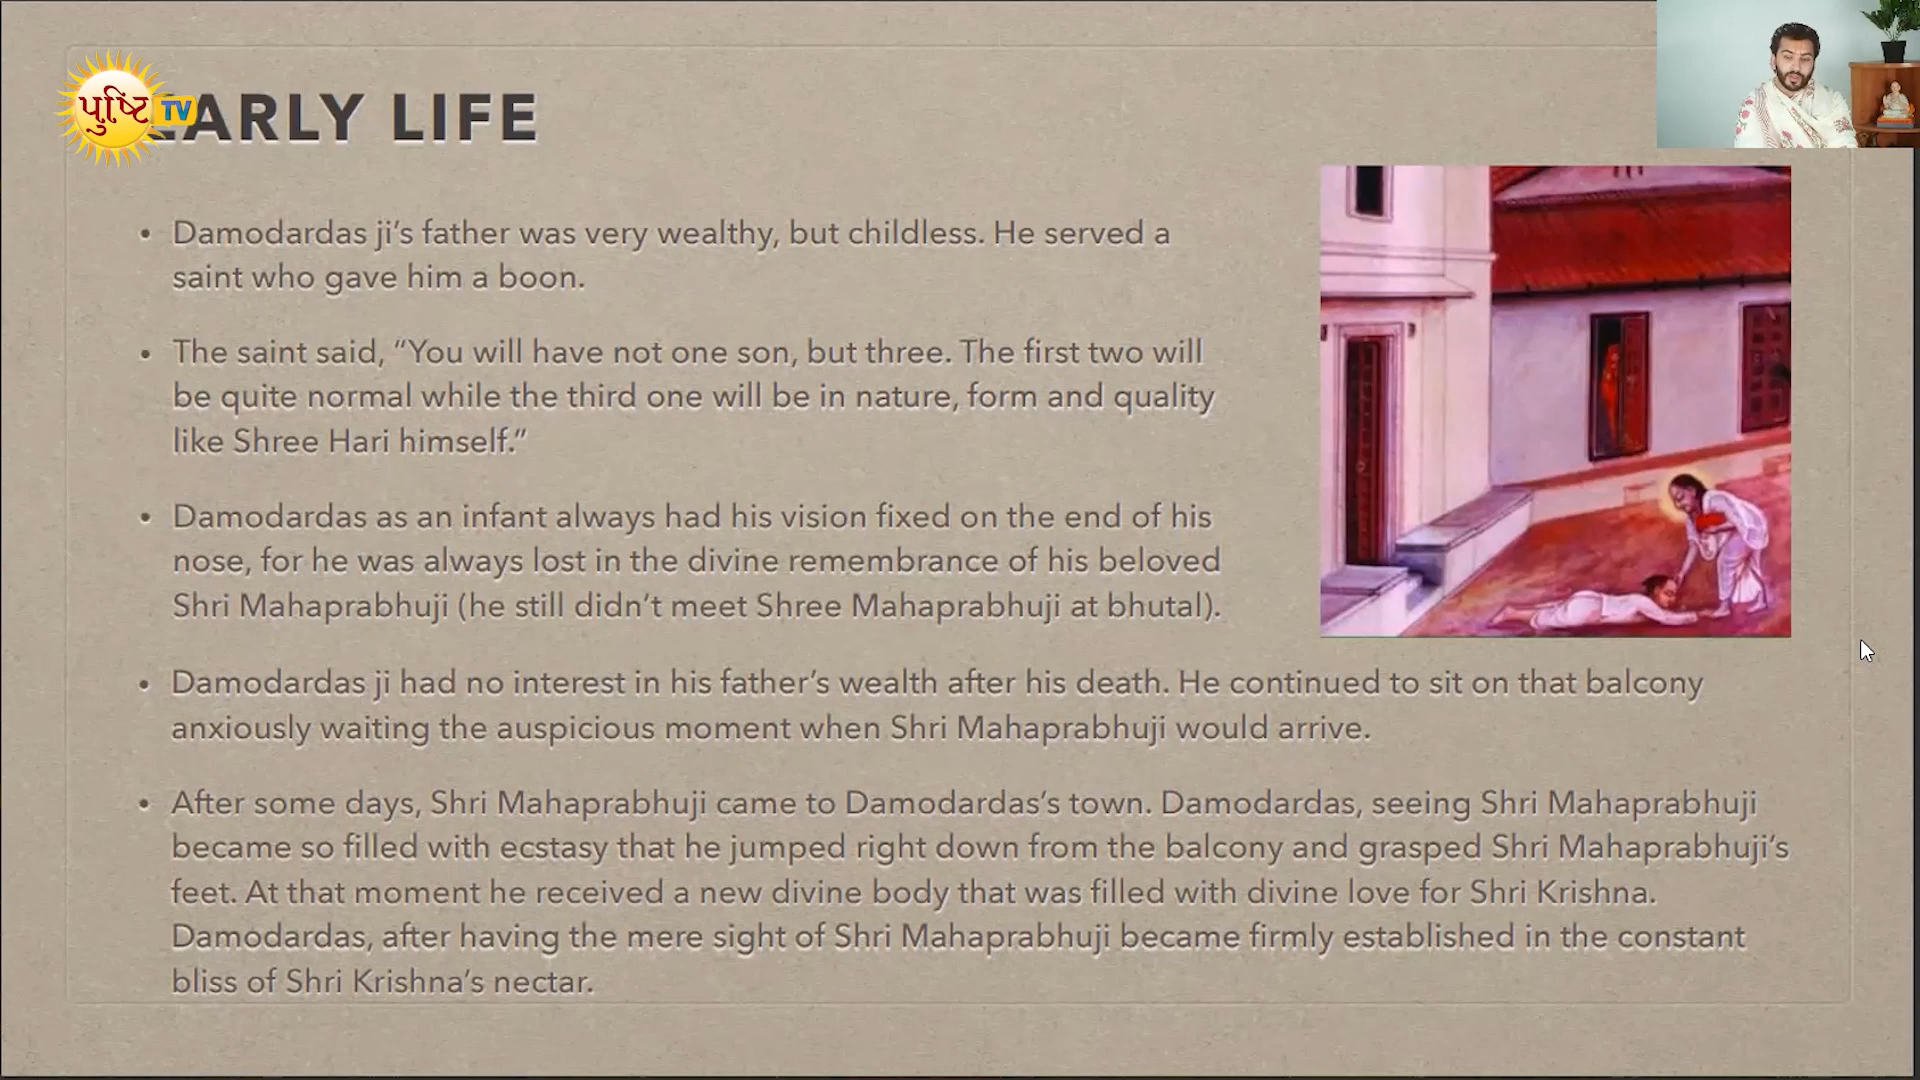 પુષ્ટિ TV
EARLY LIFE
• Damodardas ji’s father was very wealthy, but childless. He served a
saint who gave him a boon.
• The saint said, “You will have not one son, but three. The first two will
be quite normal while the third one will be in nature, form and quality
like Shree Hari himself.”
• Damodardas as an infant always had his vision fixed on the end of his
nose, for he was always lost in the divine remembrance of his beloved
Shri Mahaprabhuji (he still didn’t meet Shree Mahaprabhuji at bhutal).
• Damodardas ji had no interest in his father’s wealth after his death. He continued to sit on that balcony
anxiously waiting the auspicious moment when Shri Mahaprabhuji would arrive.
• After some days, Shri Mahaprabhuji came to Damodardas’s town. Damodardas, seeing Shri Mahaprabhuji
became so filled with ecstasy that he jumped right down from the balcony and grasped Shri Mahaprabhuji’s
feet. At that moment he received a new divine body that was filled with divine love for Shri Krishna.
Damodardas, after having the mere sight of Shri Mahaprabhuji became firmly established in the constant
bliss of Shri Krishna’s nectar.